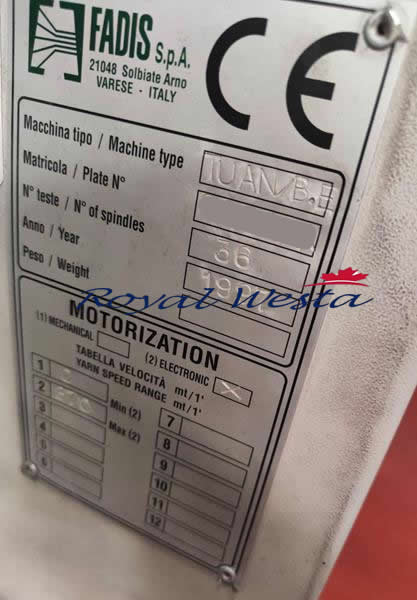 FADIS S.p.A.
21048 Solbiate Arno
VARESE - ITALY
CE
Macchina tipo / Machine type
Matricola / Plate N°
N° teste / N° of spindles 36
Anno / Year
Peso / Weight
Royal Westa
MOTORIZATION
(1) MECHANICAL (2) ELECTRONIC X
TABELLA VELOCITÀ mt/1'
YARN SPEED RANGE mt/1'
1 Min (2) 7
2 Max (2) 8
3 9
4 10
5 11
6 12